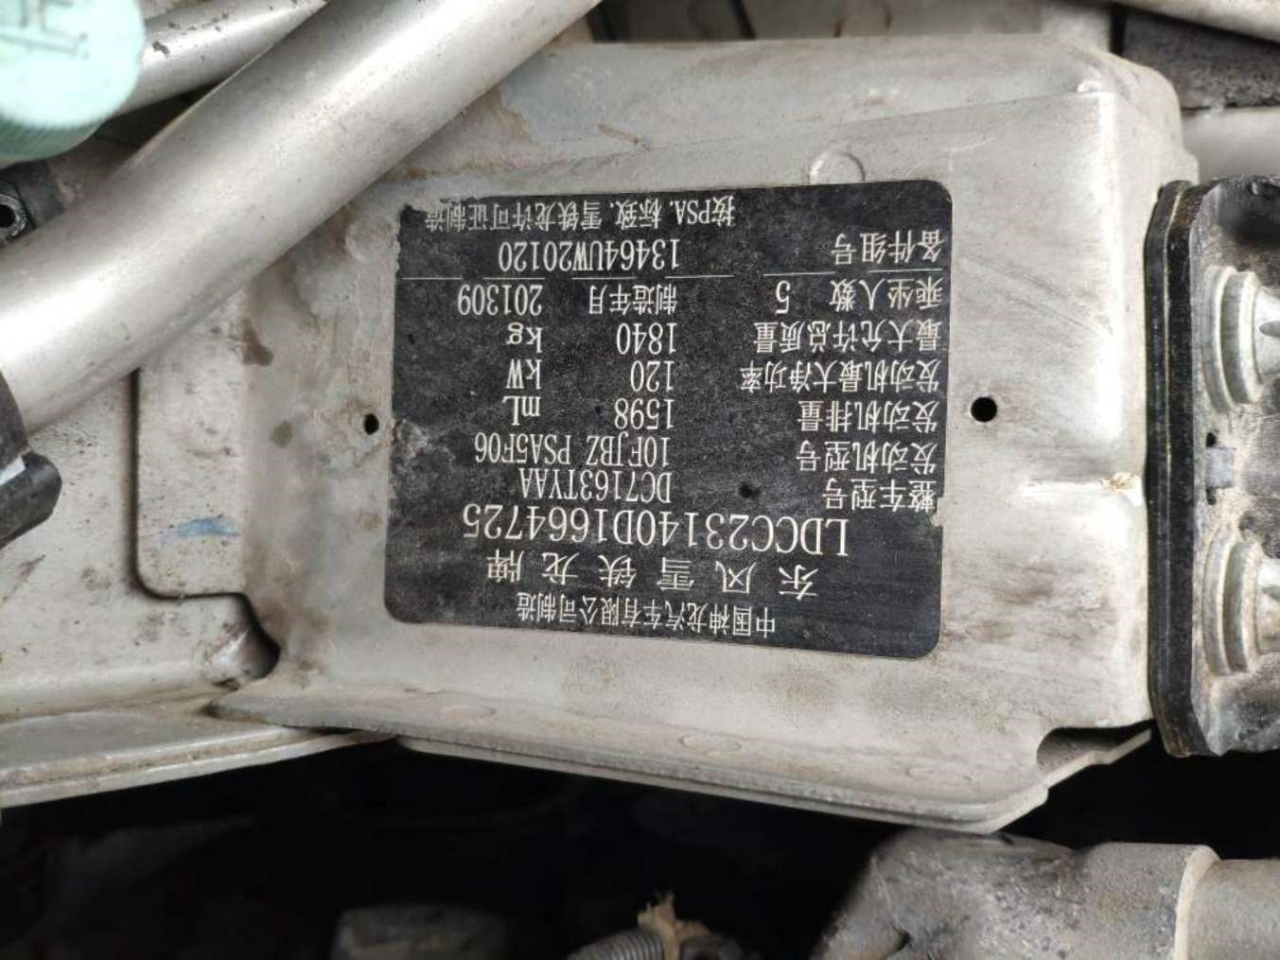 中国神龙汽车有限公司制造
东风雪铁龙牌
LDCC23140D1664725
整车型号 DC7163TYAA
发动机型号 10FJBZ PSA5F06
发动机排量 1598 mL
发动机最大净功率 120 kW
最大允许总质量 1840 kg
乘坐人数 5 制造年月 201309
备件组号 13464UW20120
按PSA.标致.雪铁龙许可证制造